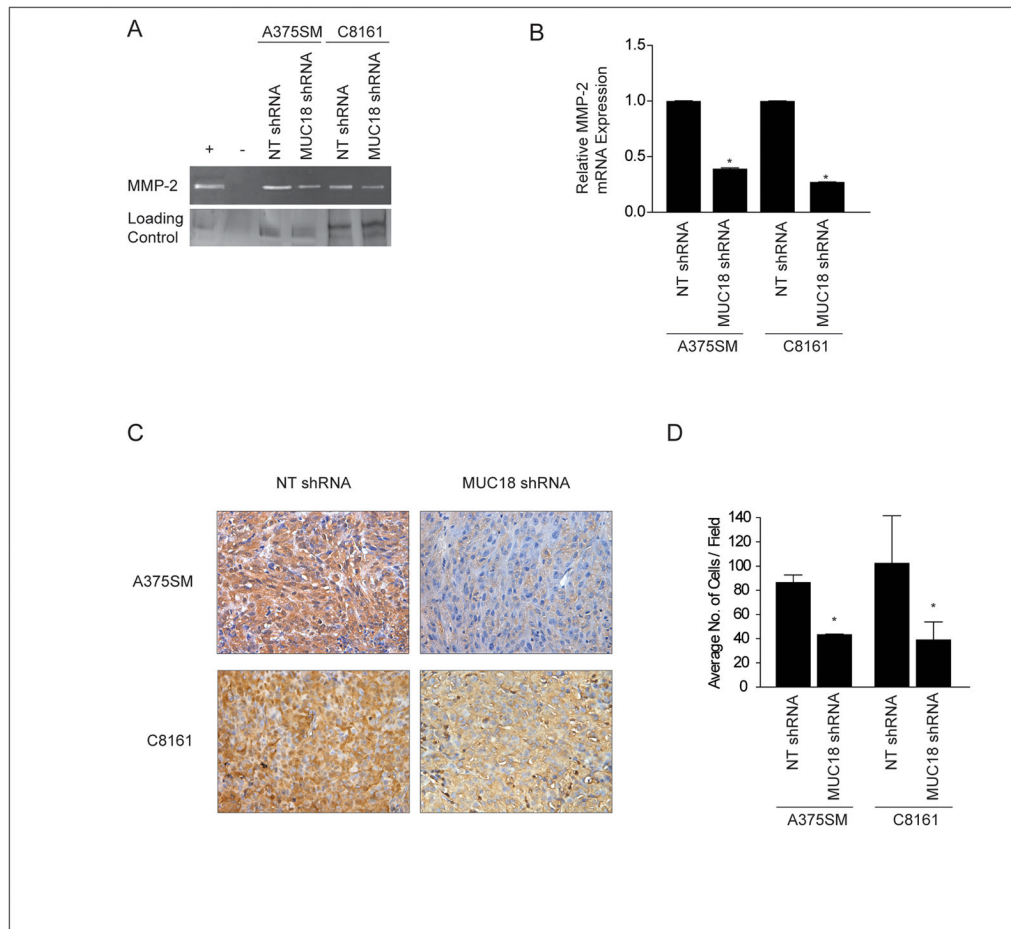 A
A375SM C8161
NT shRNA
MUC18 shRNA
NT shRNA
MUC18 shRNA
+ -
MMP-2
Loading
Control
B
Relative MMP-2
mRNA Expression
1.5
1.0
0.5
0.0
*
*
NT shRNA
MUC18 shRNA
NT shRNA
MUC18 shRNA
A375SM C8161
C
NT shRNA MUC18 shRNA
A375SM
C8161
D
Average No. of Cells / Field
140
120
100
80
60
40
20
0
*
*
NT shRNA
MUC18 shRNA
NT shRNA
MUC18 shRNA
A375SM C8161